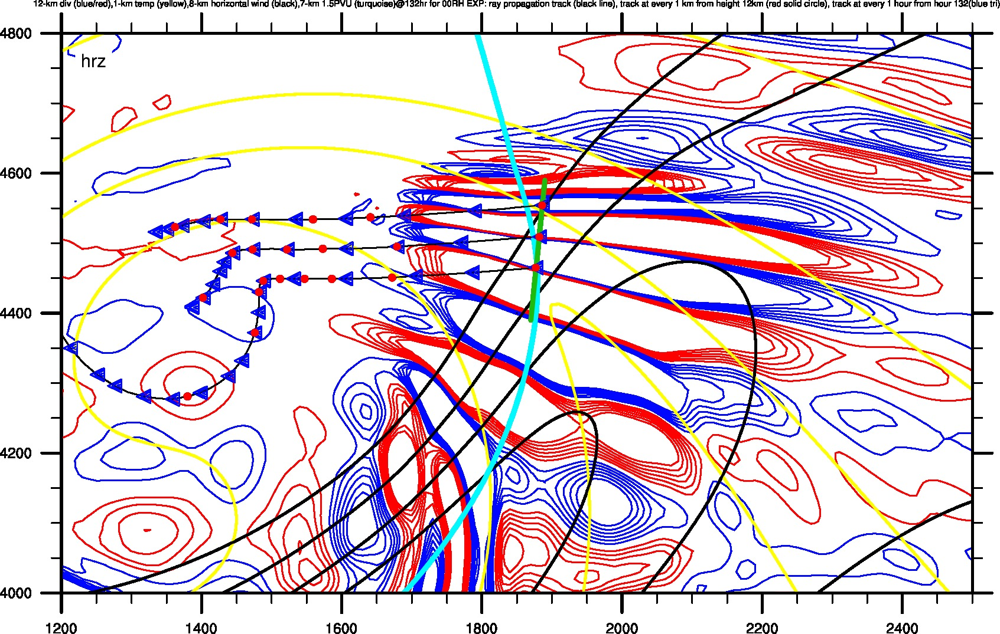 12-km div (blue/red),1-km temp (yellow),8-km horizontal wind (black),7-km 1.5PVU (turquoise)@132hr for 00RH EXP: ray propagation track (black line), track at every 1 km from height 12km (red solid circle), track at every 1 hour from hour 132(blue tri)
4800
hrz
4600
4400
4200
4000
1200 1400 1600 1800 2000 2200 2400